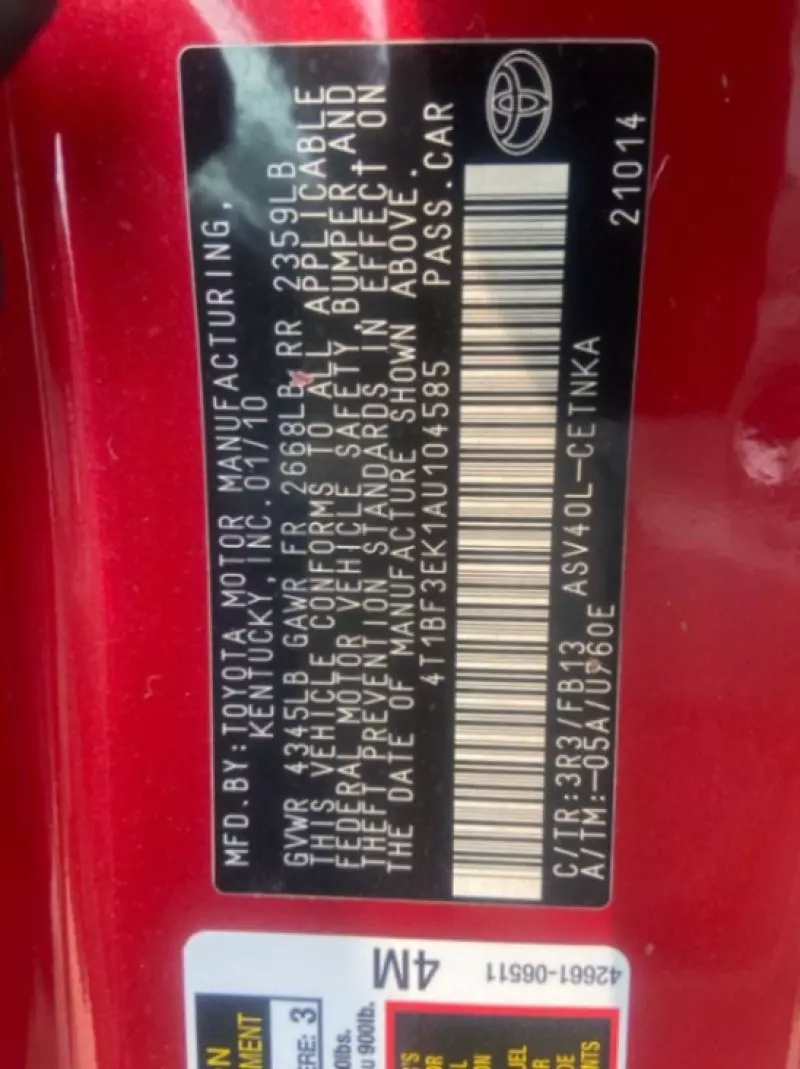 MFD.BY:TOYOTA MOTOR MANUFACTURING,
KENTUCKY,INC.01/10
GVWR 4345LB GAWR FR 2668LB RR 2359LB
THIS VEHICLE CONFORMS TO ALL APPLICABLE
FEDERAL MOTOR VEHICLE SAFETY,BUMPER,AND
THEFT PREVENTION STANDARDS IN EFFECT ON
THE DATE OF MANUFACTURE SHOWN ABOVE.
4T1BF3EK1AU104585 PASS.CAR
C/TR:3R3/FB13 ASV40L-CETNKA
A/TM:-05A/U760E 21014
4M
42661-06511
3
900lb.